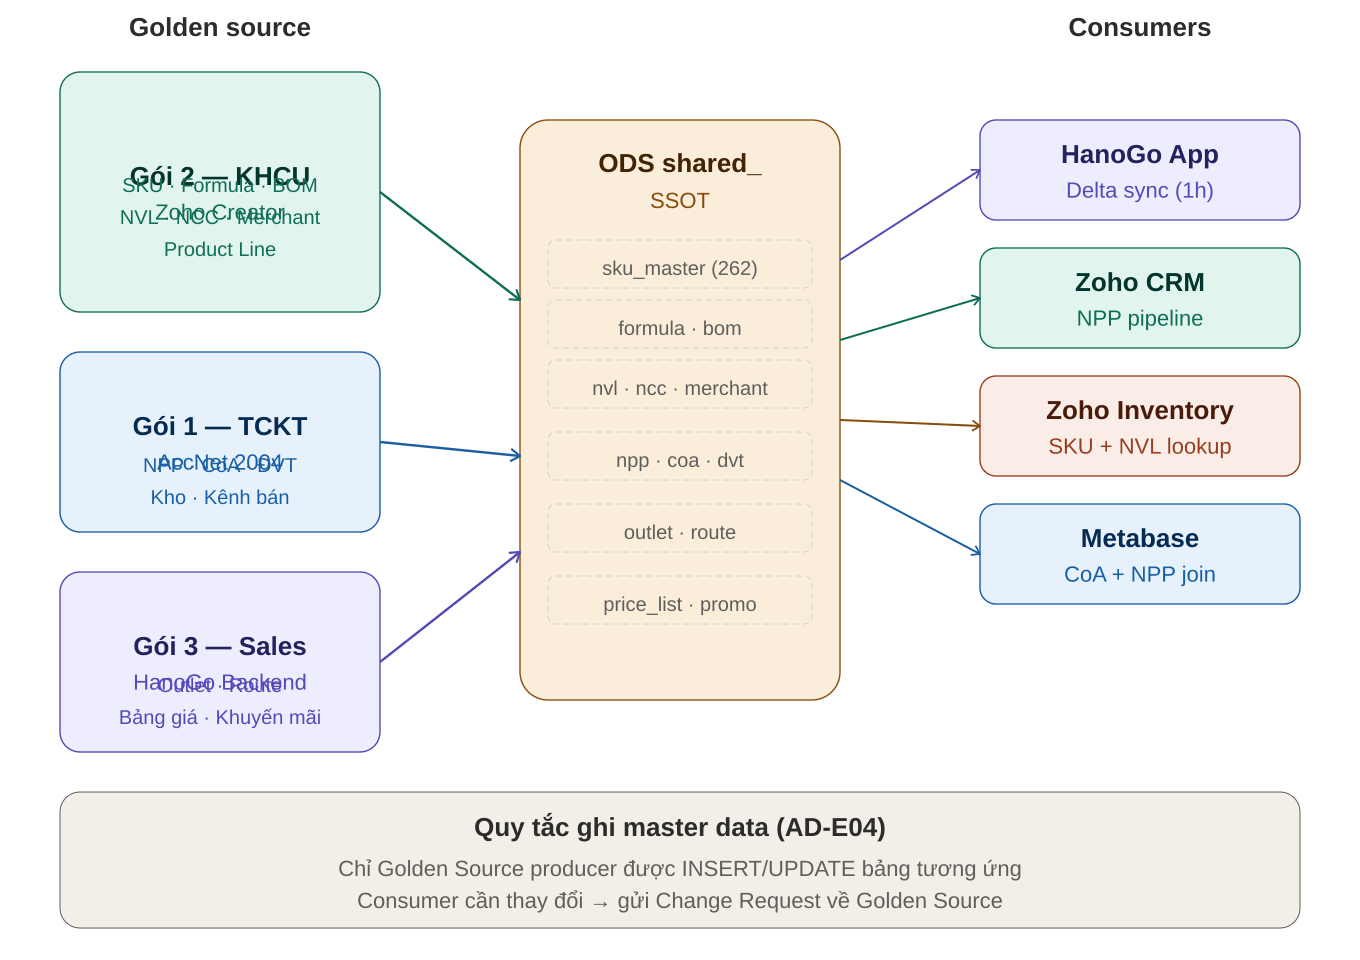 Golden source
Consumers
Gói 2 — KHCU
SKU · Formula · BOM
Zoho Creator
NVL · NCC · Merchant
Product Line
Gói 1 — TCKT
AccNet 2004
NPP · CoA · DVT
Kho · Kênh bán
Gói 3 — Sales
HanoGo Backend
Outlet · Route
Bảng giá · Khuyến mãi
ODS shared_
SSOT
sku_master (262)
formula · bom
nvl · ncc · merchant
npp · coa · dvt
outlet · route
price_list · promo
HanoGo App
Delta sync (1h)
Zoho CRM
NPP pipeline
Zoho Inventory
SKU + NVL lookup
Metabase
CoA + NPP join
Quy tắc ghi master data (AD-E04)
Chỉ Golden Source producer được INSERT/UPDATE bảng tương ứng
Consumer cần thay đổi → gửi Change Request về Golden Source